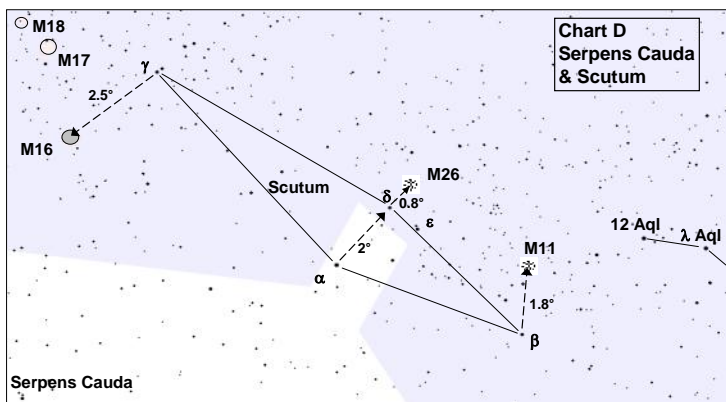 M18
M17
γ
2.5°
M16
Chart D
Serpens Cauda
& Scutum
Scutum
M26
δ
0.8°
ε
12 Aql
λ Aql
2°
M11
α
1.8°
β
Serpens Cauda